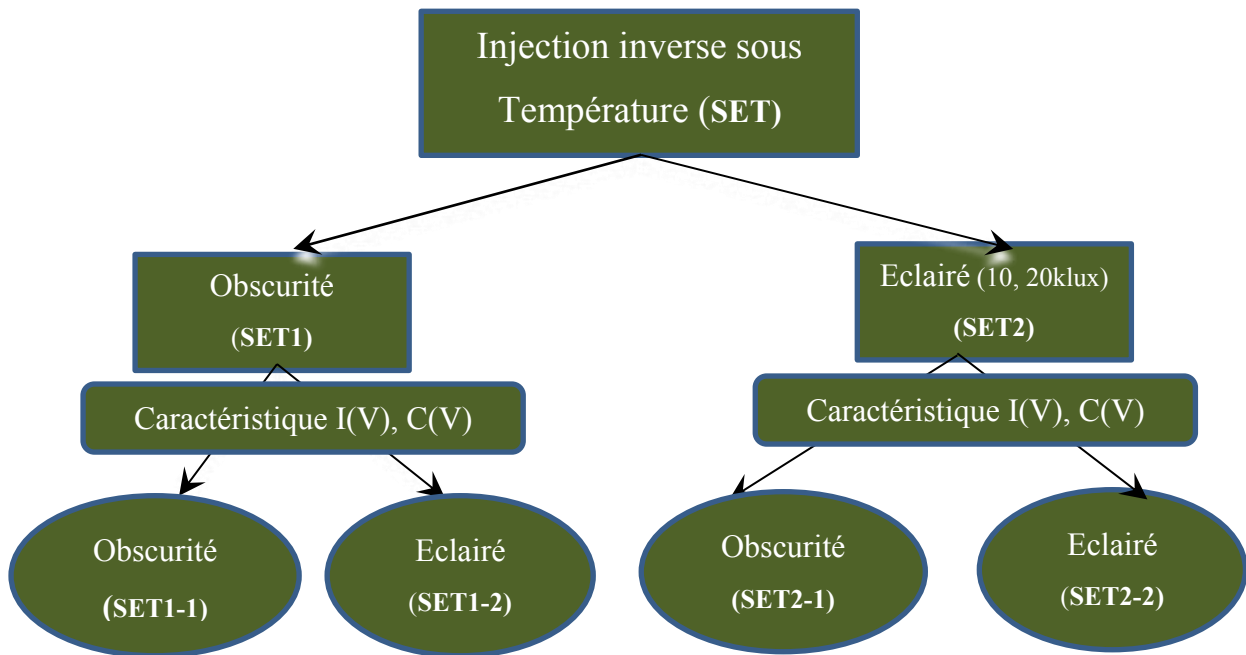 Injection inverse sous
Température (SET)
Obscurité
(SET1)
Eclairé (10, 20klux)
(SET2)
Caractéristique I(V), C(V)
Caractéristique I(V), C(V)
Obscurité
(SET1-1)
Eclairé
(SET1-2)
Obscurité
(SET2-1)
Eclairé
(SET2-2)